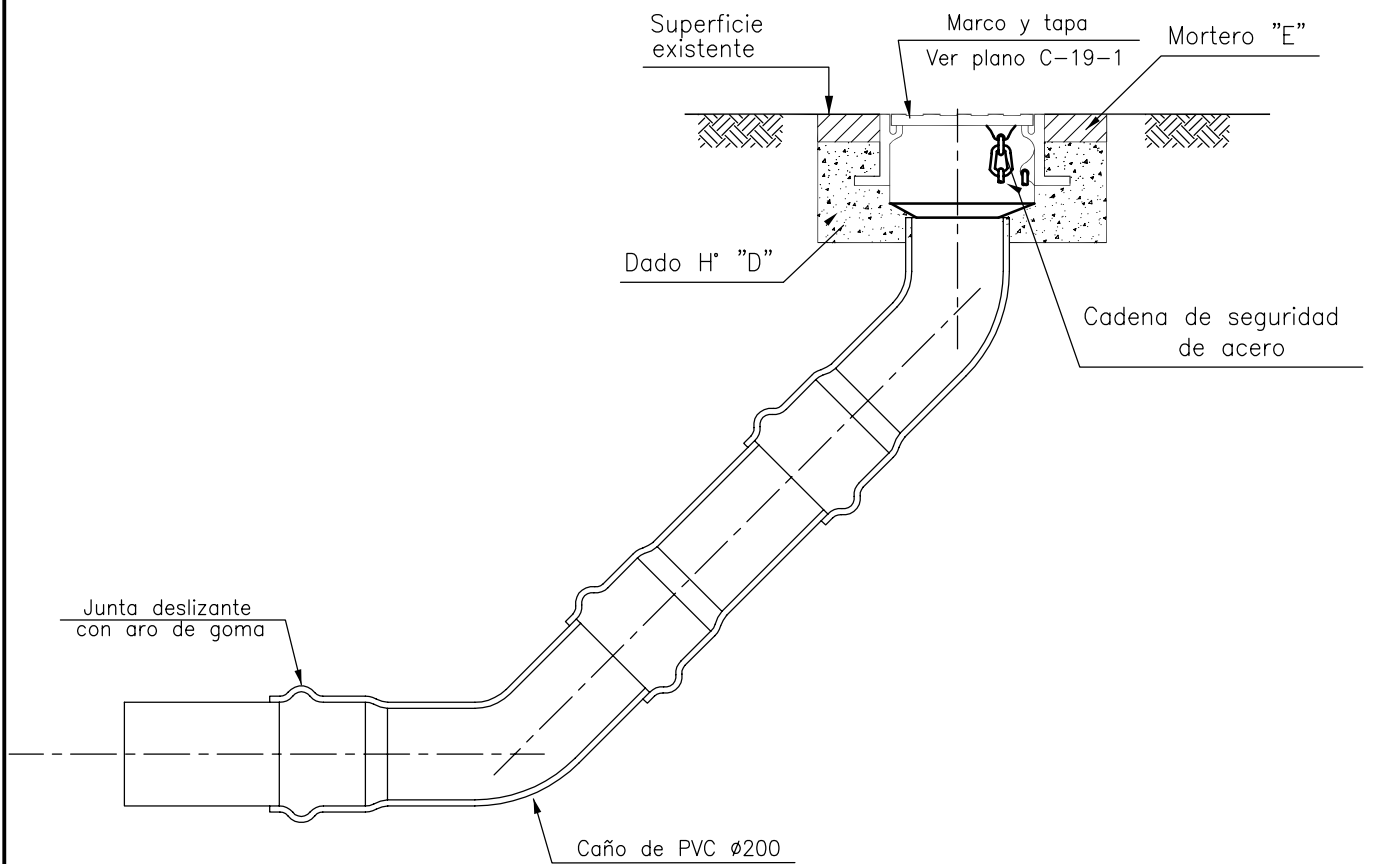 Superficie
existente
Marco y tapa
Ver plano C-19-1
Mortero "E"
Dado H° "D"
Cadena de seguridad
de acero
Junta deslizante
con aro de goma
Caño de PVC ø200